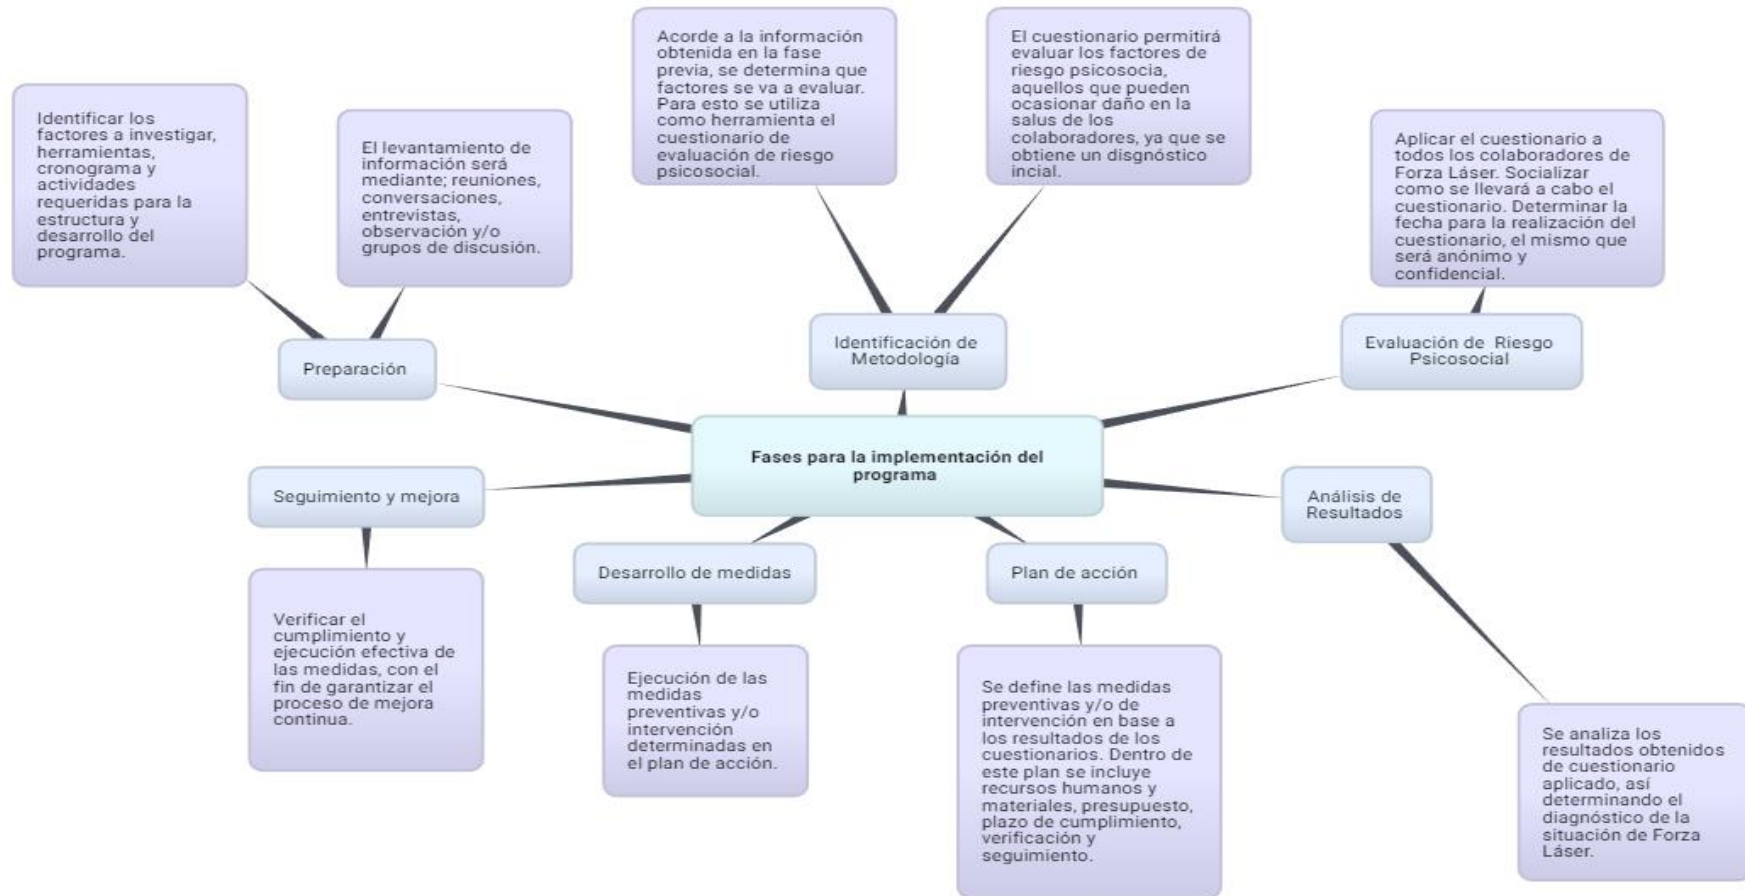 Identificar los
factores a investigar,
herramientas,
cronograma y
actividades
requeridas para la
estructura y
desarrollo del
programa.
El levantamiento de
información será
mediante; reuniones,
conversaciones,
entrevistas,
observación y/o
grupos de discusión.
Preparación
Acorde a la información
obtenida en la fase
previa, se determina que
factores se va a evaluar.
Para esto se utiliza
como herramienta el
cuestionario de
evaluación de riesgo
psicosocial.
El cuestionario permitirá
evaluar los factores de
riesgo psicosocia,
aquellos que pueden
ocasionar daño en la
salus de los
colaboradores, ya que se
obtiene un disgnóstico
incial.
Identificación de
Metodología
Aplicar el cuestionario a
todos los colaboradores de
Forza Láser. Socializar
como se llevará a cabo el
cuestionario. Determinar la
fecha para la realización del
cuestionario, el mismo que
será anónimo y
confidencial.
Evaluación de Riesgo
Psicosocial
Fases para la implementación del
programa
Seguimiento y mejora
Verificar el
cumplimiento y
ejecución efectiva de
las medidas, con el
fin de garantizar el
proceso de mejora
continua.
Desarrollo de medidas
Ejecución de las
medidas
preventivas y/o
intervención
determinadas en
el plan de acción.
Plan de acción
Se define las medidas
preventivas y/o de
intervención en base a
los resultados de los
cuestionarios. Dentro de
este plan se incluye
recursos humanos y
materiales, presupuesto,
plazo de cumplimiento,
verificación y
seguimiento.
Análisis de
Resultados
Se analiza los
resultados obtenidos
de cuestionario
aplicado, así
determinando el
diagnóstico de la
situación de Forza
Láser.